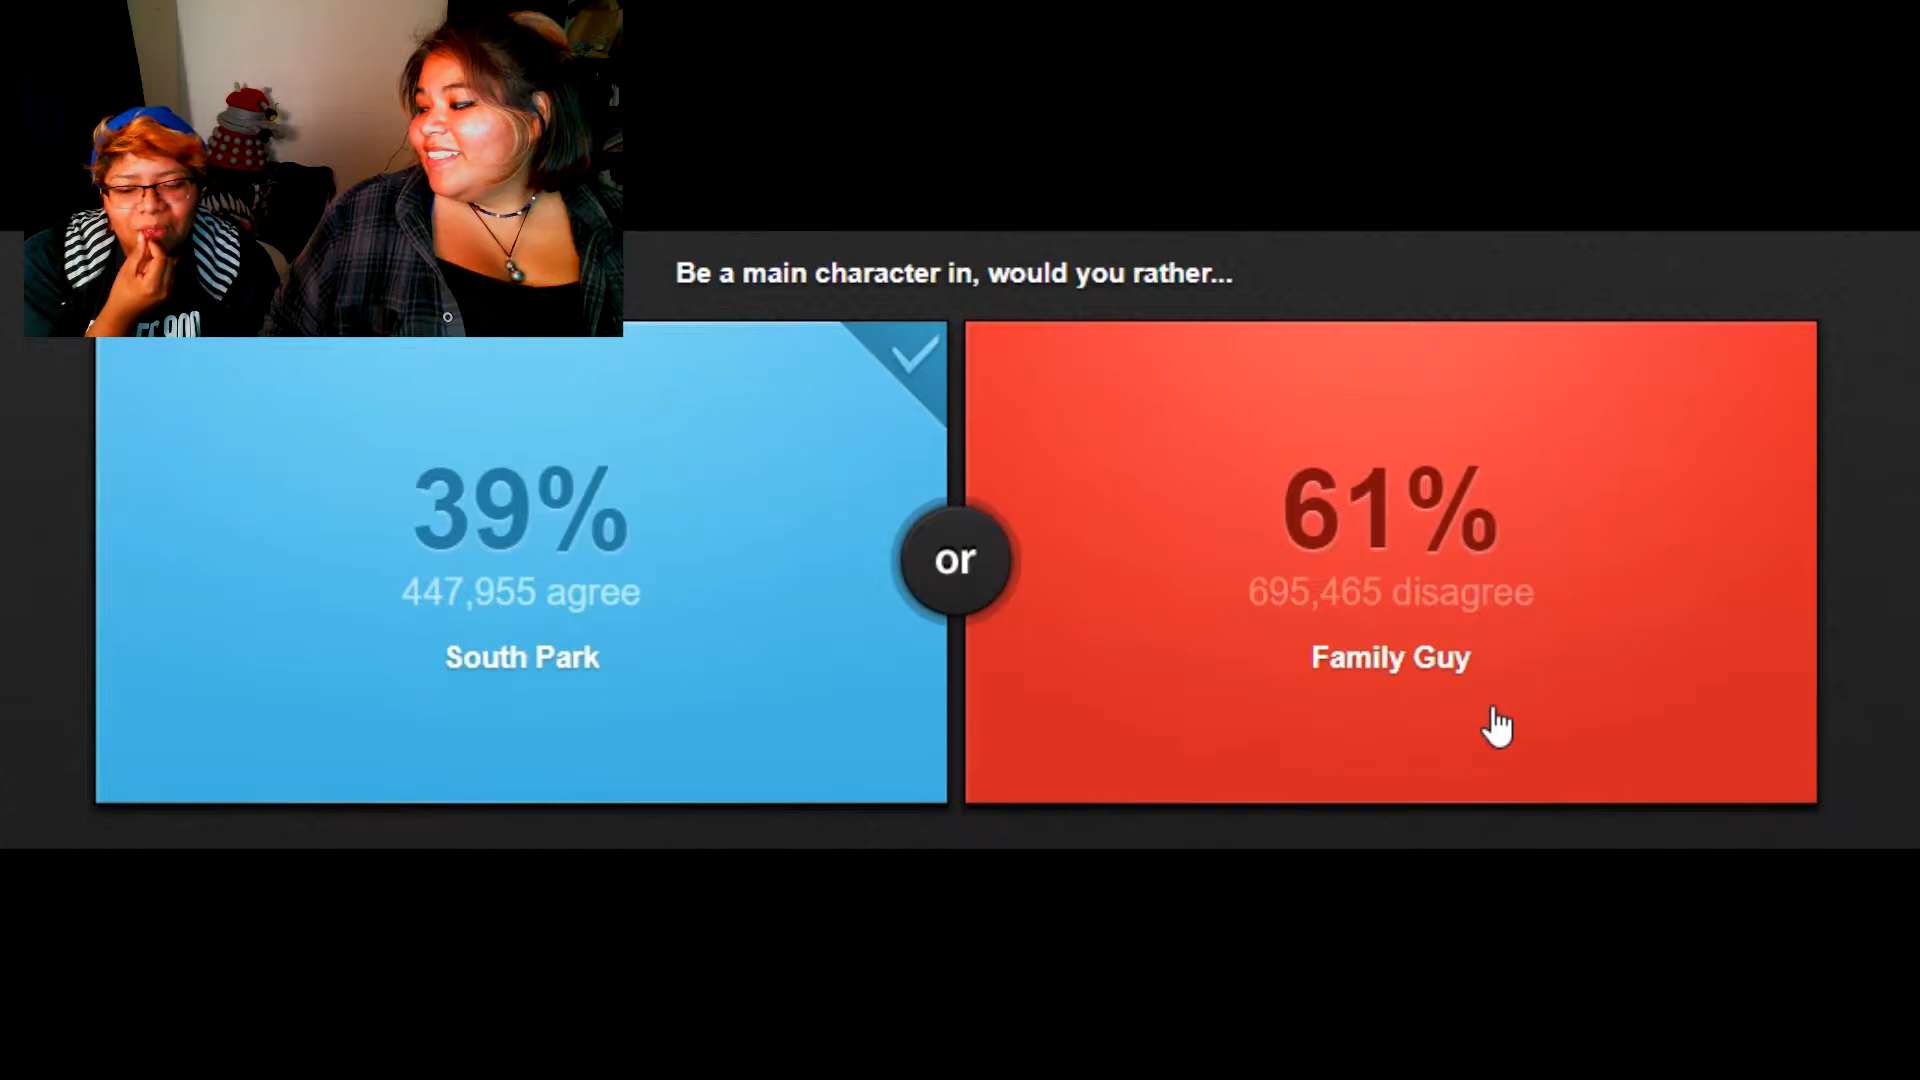 Be a main character in, would you rather...
39%
447,955 agree
South Park
or
61%
695,465 disagree
Family Guy